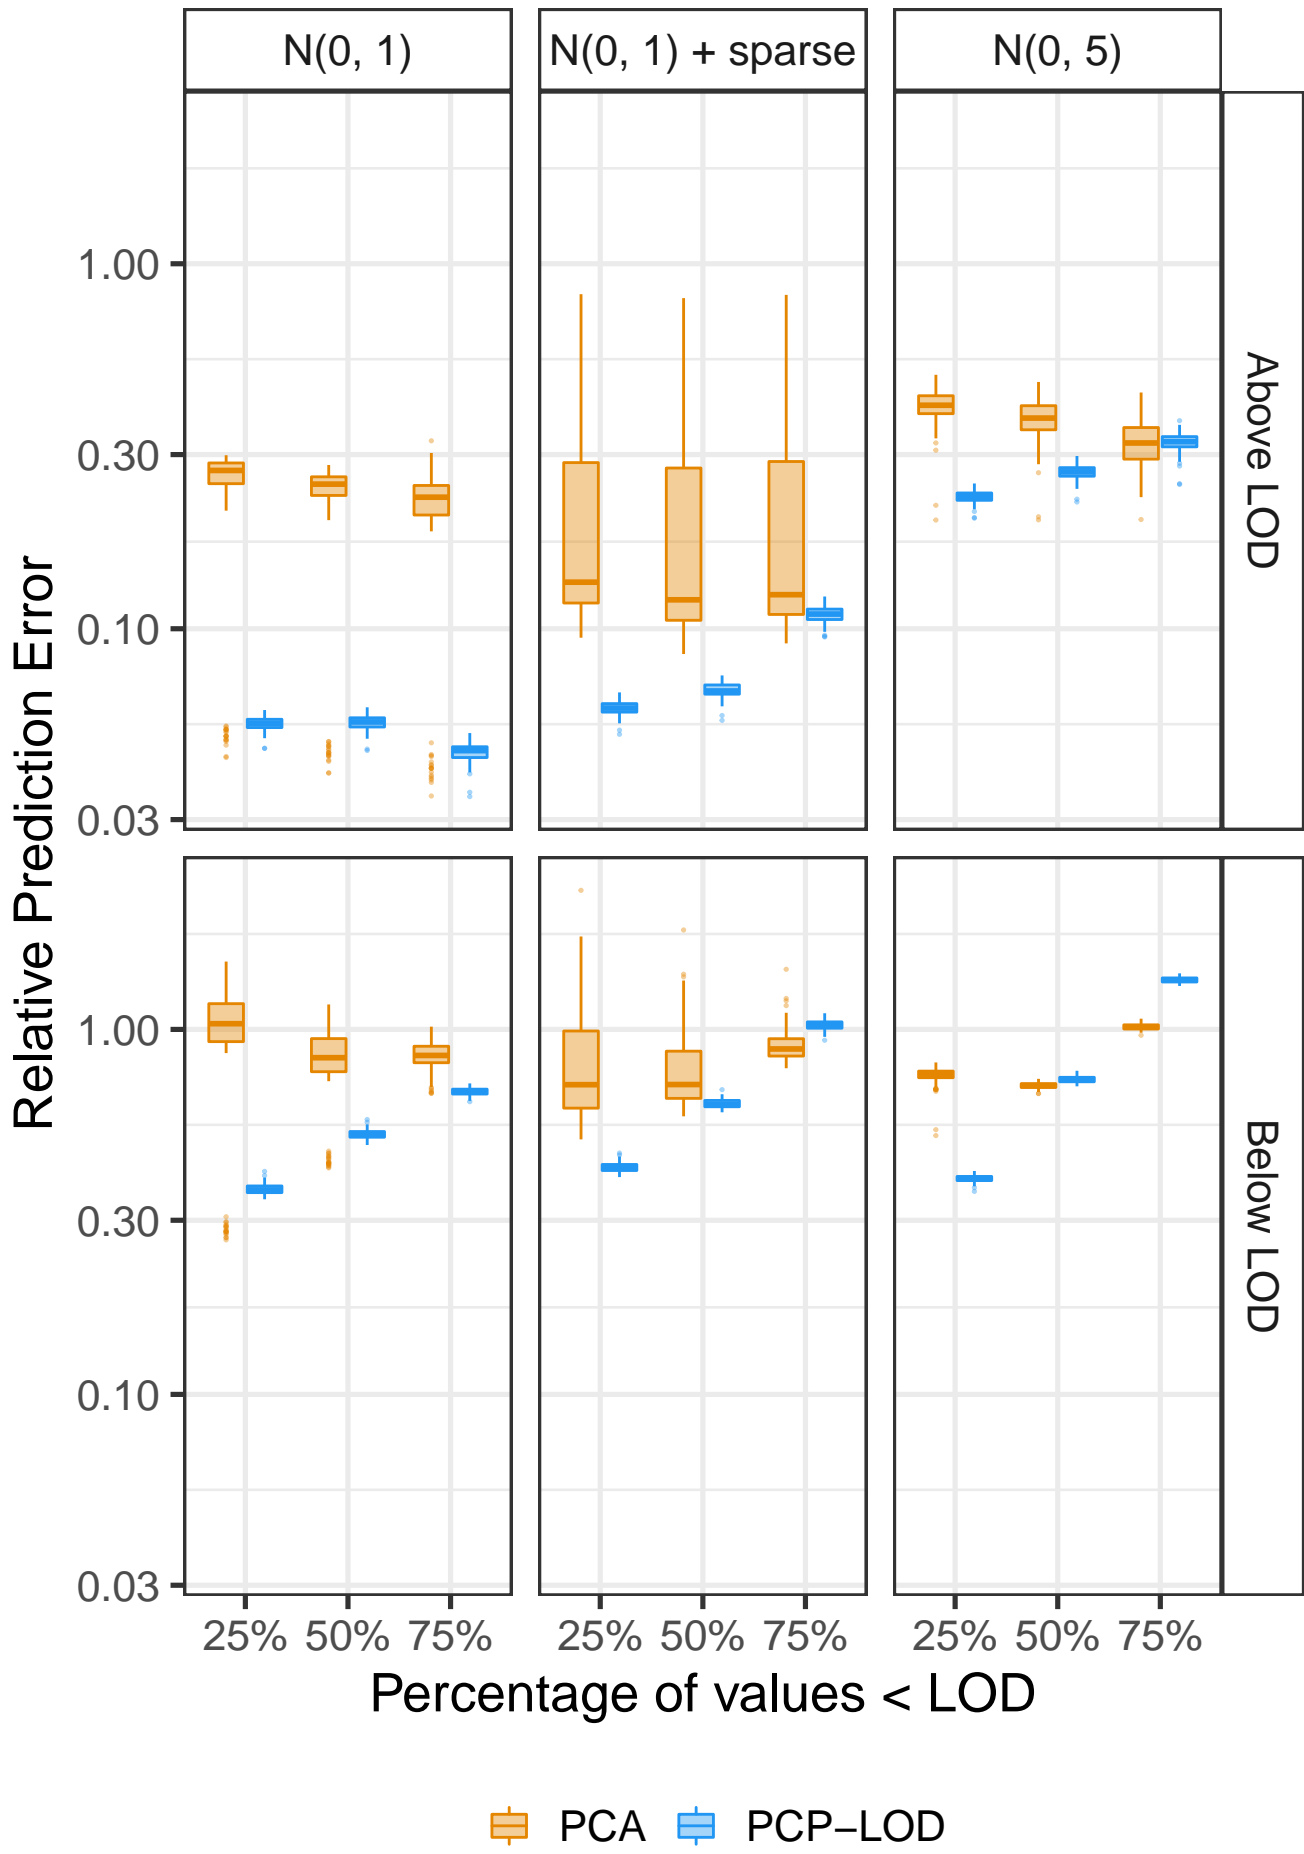 N(0, 1)
N(0, 1) + sparse
N(0, 5)
Relative Prediction Error
1.00
0.30
0.10
0.03
Above LOD
1.00
0.30
0.10
0.03
Below LOD
25% 50% 75%
25% 50% 75%
25% 50% 75%
Percentage of values < LOD
PCA
PCP−LOD